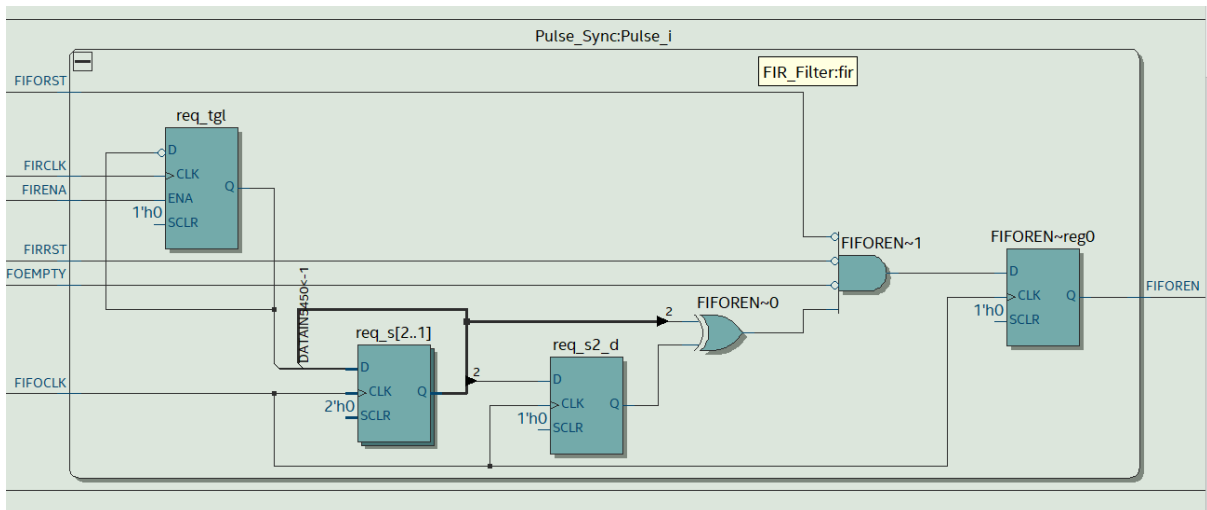 Pulse_Sync:Pulse_i
FIR_Filter:fir
FIFORST
req_tgl
D
FIRCLK
CLK
Q
FIRENA
ENA
1'h0
SCLR
FIRRST
FOEMPTY
FIFOREN~1
FIFOREN~reg0
D
CLK
Q
1'h0
SCLR
FIFOREN
DATAIN5450<-1
2
FIFOREN~0
req_s[2..1]
D
FIFOCLK
CLK
Q
2'h0
SCLR
2
req_s2_d
D
CLK
Q
1'h0
SCLR